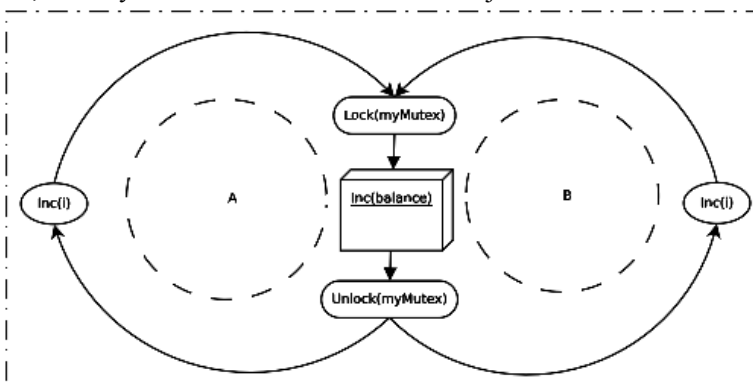 Lock(myMutex)
Inc(i)
A
Inc(balance)
B
Inc(i)
Unlock(myMutex)